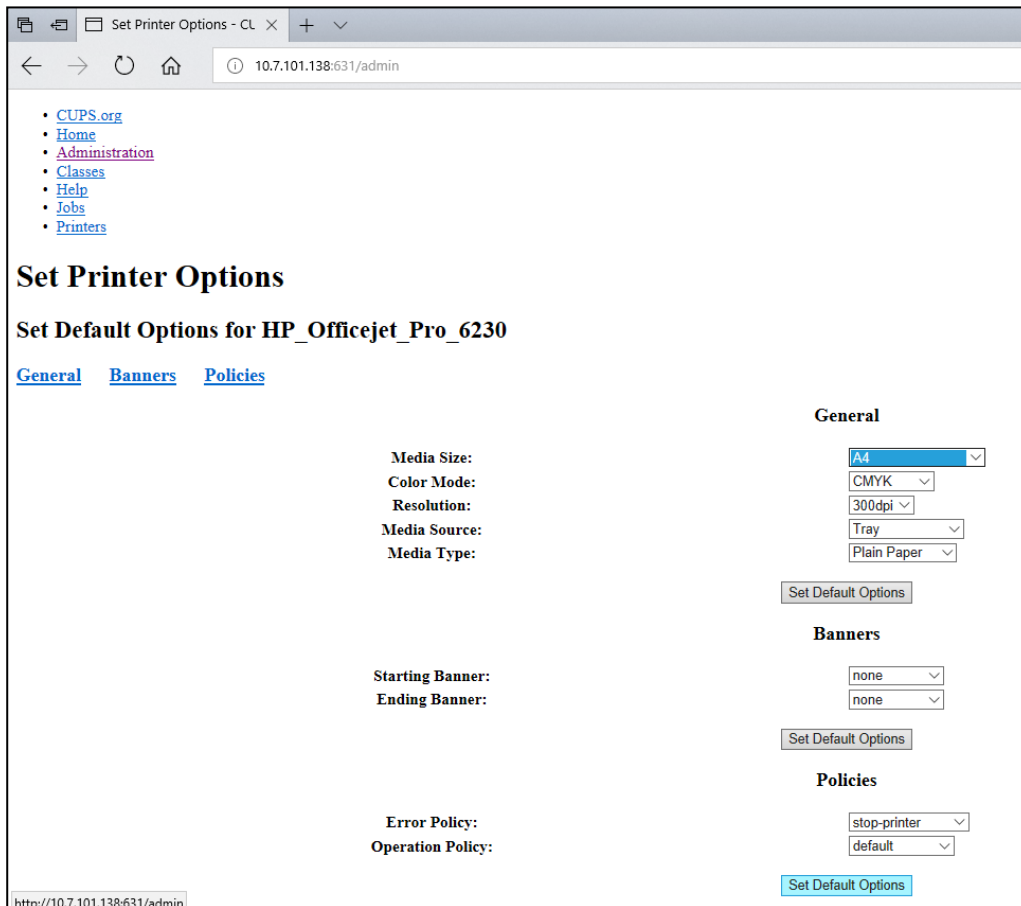 Set Printer Options - CU
10.7.101.138:631/admin
CUPS.org
Home
Administration
Classes
Help
Jobs
Printers
Set Printer Options
Set Default Options for HP_Officejet_Pro_6230
General Banners Policies
General
Media Size: A4
Color Mode: CMYK
Resolution: 300dpi
Media Source: Tray
Media Type: Plain Paper
Set Default Options
Banners
Starting Banner: none
Ending Banner: none
Set Default Options
Policies
Error Policy: stop-printer
Operation Policy: default
Set Default Options
http://10.7.101.138:631/admin